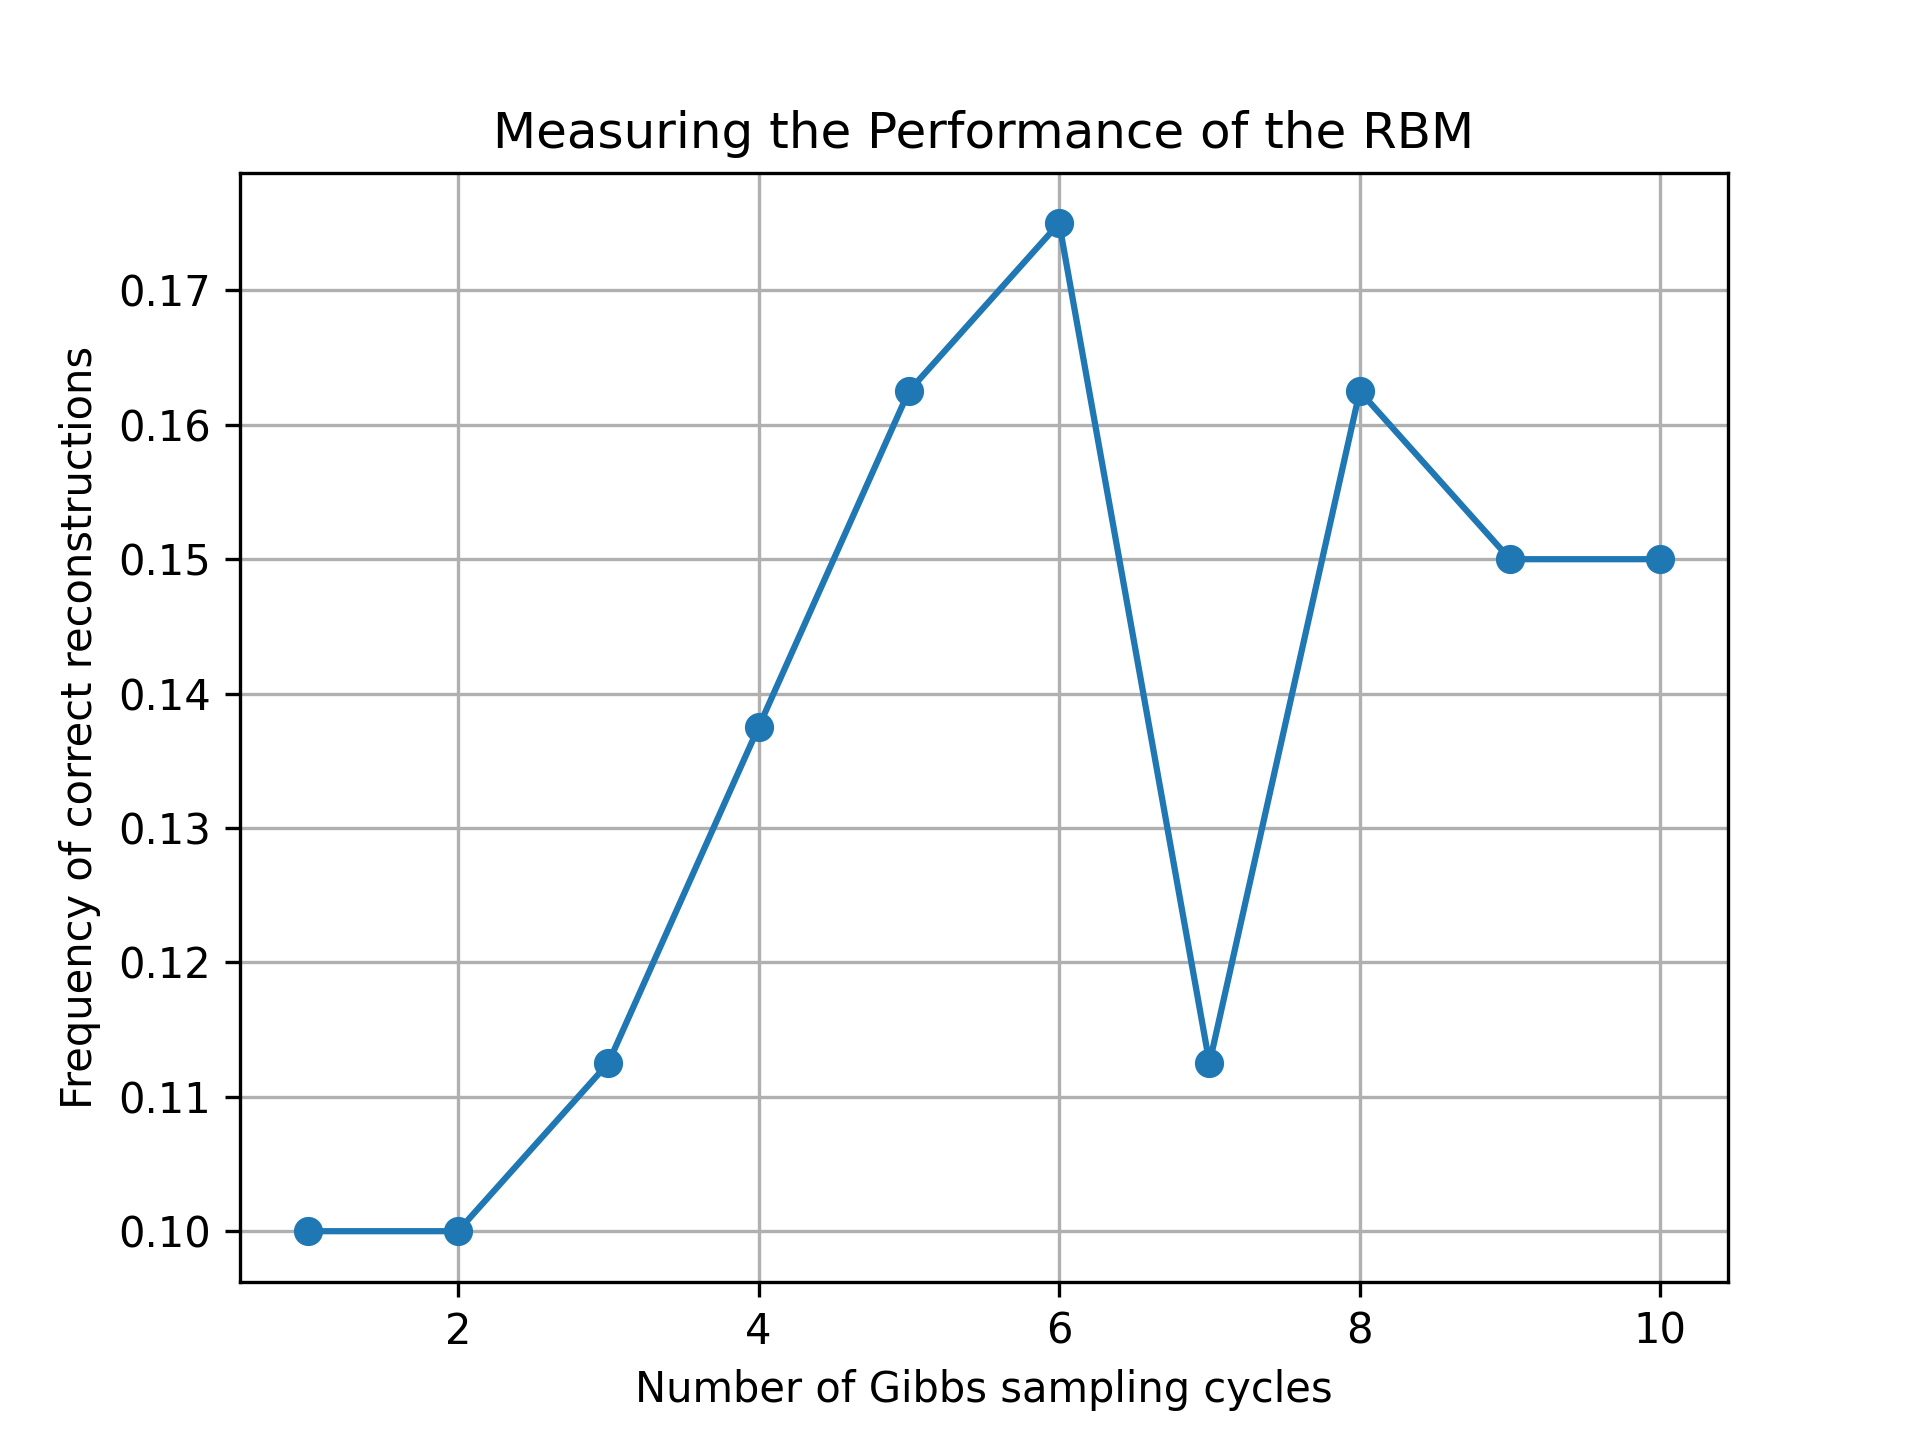 Measuring the Performance of the RBM
Frequency of correct reconstructions
0.17
0.16
0.15
0.14
0.13
0.12
0.11
0.10
2 4 6 8 10
Number of Gibbs sampling cycles